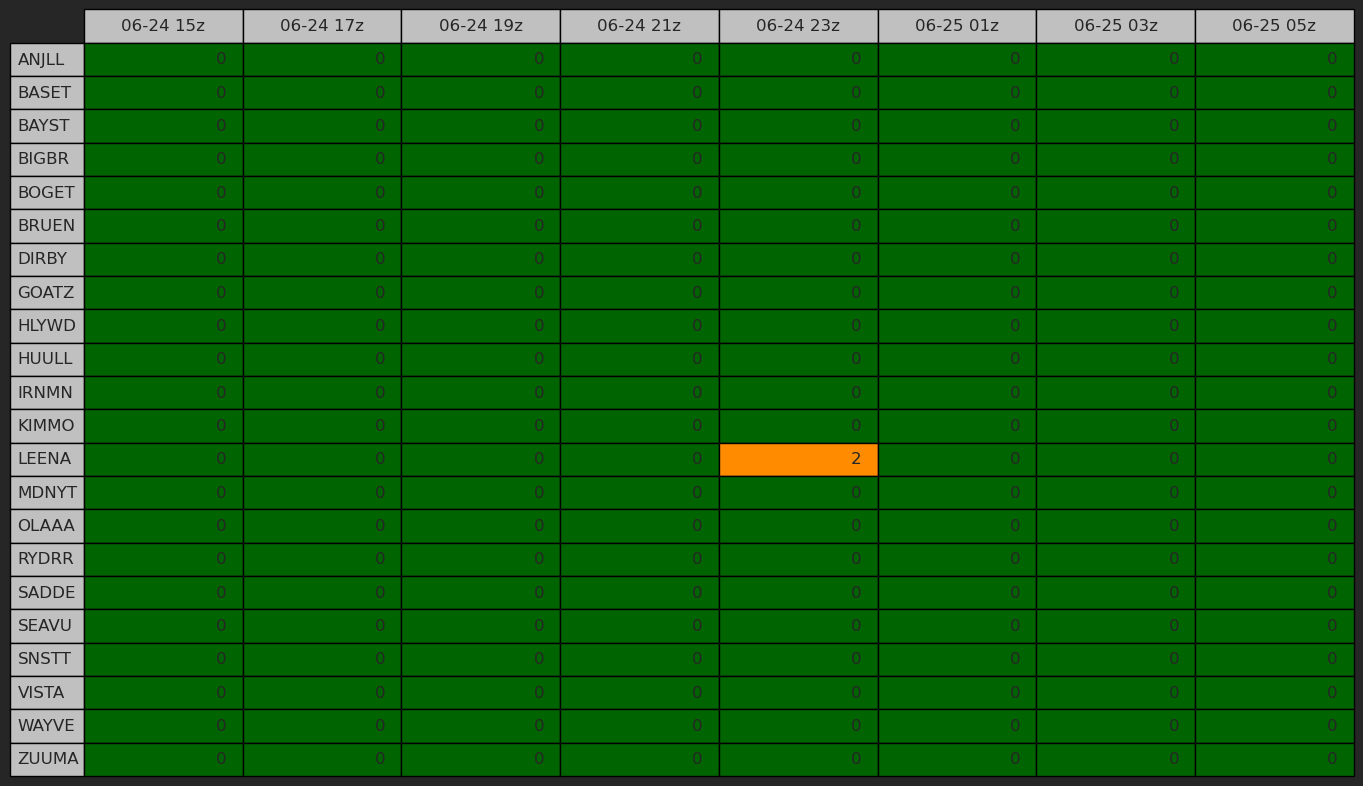 06-24 15z 06-24 17z 06-24 19z 06-24 21z 06-24 23z 06-25 01z 06-25 03z 06-25 05z
ANJLL 0 0 0 0 0 0 0 0
BASET 0 0 0 0 0 0 0 0
BAYST 0 0 0 0 0 0 0 0
BIGBR 0 0 0 0 0 0 0 0
BOGET 0 0 0 0 0 0 0 0
BRUEN 0 0 0 0 0 0 0 0
DIRBY 0 0 0 0 0 0 0 0
GOATZ 0 0 0 0 0 0 0 0
HLYWD 0 0 0 0 0 0 0 0
HUULL 0 0 0 0 0 0 0 0
IRNMN 0 0 0 0 0 0 0 0
KIMMO 0 0 0 0 0 0 0 0
LEENA 0 0 0 0 2 0 0 0
MDNYT 0 0 0 0 0 0 0 0
OLAAA 0 0 0 0 0 0 0 0
RYDRR 0 0 0 0 0 0 0 0
SADDE 0 0 0 0 0 0 0 0
SEAVU 0 0 0 0 0 0 0 0
SNSTT 0 0 0 0 0 0 0 0
VISTA 0 0 0 0 0 0 0 0
WAYVE 0 0 0 0 0 0 0 0
ZUUMA 0 0 0 0 0 0 0 0